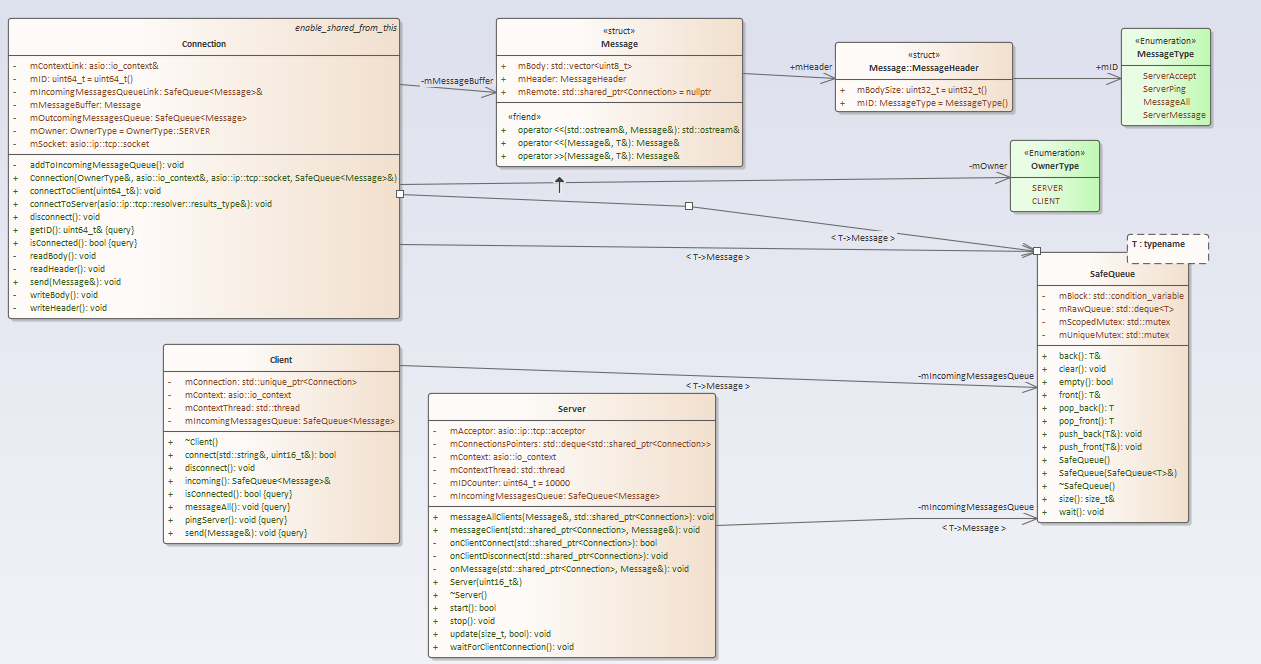 enable_shared_from_this
Connection
- mContextLink: asio::io_context&
- mID: uint64_t = uint64_t()
- mIncomingMessagesQueueLink: SafeQueue<Message>&
- mMessageBuffer: Message
- mOutcomingMessagesQueue: SafeQueue<Message>
- mOwner: OwnerType = OwnerType::SERVER
- mSocket: asio::ip::tcp::socket
- addToIncomingMessageQueue(): void
+ Connection(OwnerType&, asio::io_context&, asio::ip::tcp::socket, SafeQueue<Message>&)
+ connectToClient(uint64_t&): void
+ connectToServer(asio::ip::tcp::resolver::results_type&): void
+ disconnect(): void
+ getID(): uint64_t& {query}
+ isConnected(): bool {query}
- readBody(): void
- readHeader(): void
+ send(Message&): void
- writeBody(): void
- writeHeader(): void
-mMessageBuffer
«struct»
Message
+ mBody: std::vector<uint8_t>
+ mHeader: MessageHeader
+ mRemote: std::shared_ptr<Connection> = nullptr
«friend»
+ operator <<(std::ostream&, Message&): std::ostream&
+ operator <<(Message&, T&): Message&
+ operator >>(Message&, T&): Message&
+mHeader
«struct»
Message::MessageHeader
+ mBodySize: uint32_t = uint32_t()
+ mID: MessageType = MessageType()
+mID
«Enumeration»
MessageType
ServerAccept
ServerPing
MessageAll
ServerMessage
-mOwner
«Enumeration»
OwnerType
SERVER
CLIENT
< T->Message >
< T->Message >
T : typename
SafeQueue
- mBlock: std::condition_variable
- mRawQueue: std::deque<T>
- mScopedMutex: std::mutex
- mUniqueMutex: std::mutex
+ back(): T&
+ clear(): void
+ empty(): bool
+ front(): T&
+ pop_back(): T
+ pop_front(): T
+ push_back(T&): void
+ push_front(T&): void
+ SafeQueue()
+ SafeQueue(SafeQueue<T>&)
+ ~SafeQueue()
+ size(): size_t&
+ wait(): void
Client
- mConnection: std::unique_ptr<Connection>
- mContext: asio::io_context
- mContextThread: std::thread
- mIncomingMessagesQueue: SafeQueue<Message>
+ ~Client()
+ connect(std::string&, uint16_t&): bool
+ disconnect(): void
+ incoming(): SafeQueue<Message>&
+ isConnected(): bool {query}
+ messageAll(): void {query}
+ pingServer(): void {query}
+ send(Message&): void {query}
-mIncomingMessagesQueue
< T->Message >
Server
- mAcceptor: asio::ip::tcp::acceptor
- mConnectionsPointers: std::deque<std::shared_ptr<Connection>>
- mContext: asio::io_context
- mContextThread: std::thread
- mIDCounter: uint64_t = 10000
- mIncomingMessagesQueue: SafeQueue<Message>
+ messageAllClients(Message&, std::shared_ptr<Connection>): void
+ messageClient(std::shared_ptr<Connection>, Message&): void
- onClientConnect(std::shared_ptr<Connection>): bool
- onClientDisconnect(std::shared_ptr<Connection>): void
- onMessage(std::shared_ptr<Connection>, Message&): void
+ Server(uint16_t&)
+ ~Server()
+ start(): bool
+ stop(): void
+ update(size_t, bool): void
+ waitForClientConnection(): void
-mIncomingMessagesQueue
< T->Message >